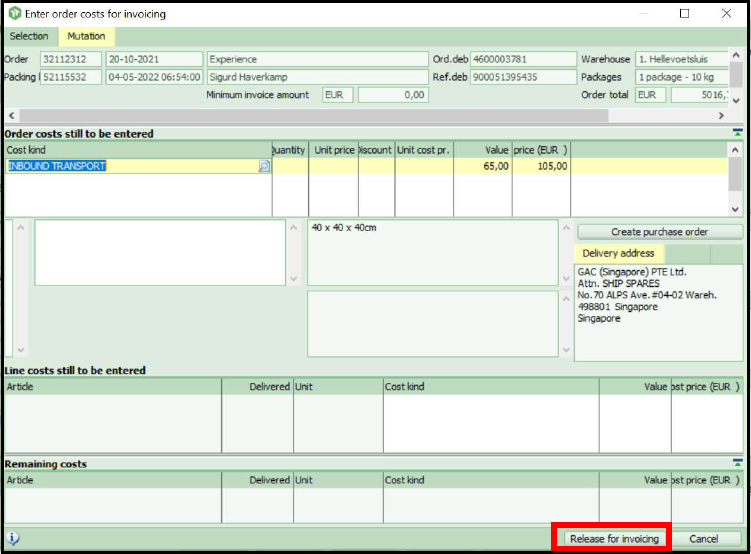 Enter order costs for invoicing
Selection Mutation
Order 32112312 20-10-2021 Experience Ord.deb 4600003781 Warehouse 1. Hellevoetsluis
Packing l 52115532 04-05-2022 06:54:00 Sigurd Haverkamp Ref.deb 900051395435 Packages 1 package - 10 kg
Minimum invoice amount EUR 0,00 Order total EUR 5016,
Order costs still to be entered
Cost kind Quantity Unit price Discount Unit cost pr. Value price (EUR )
INBOUND TRANSPORT 65,00 105,00
40 x 40 x 40cm
Create purchase order
Delivery address
GAC (Singapore) PTE Ltd.
Attn. SHIP SPARES
No.70 ALPS Ave. #04-02 Wareh.
498801 Singapore
Singapore
Line costs still to be entered
Article Delivered Unit Cost kind Value ost price (EUR )
Remaining costs
Article Delivered Unit Cost kind Value ost price (EUR )
Release for invoicing Cancel